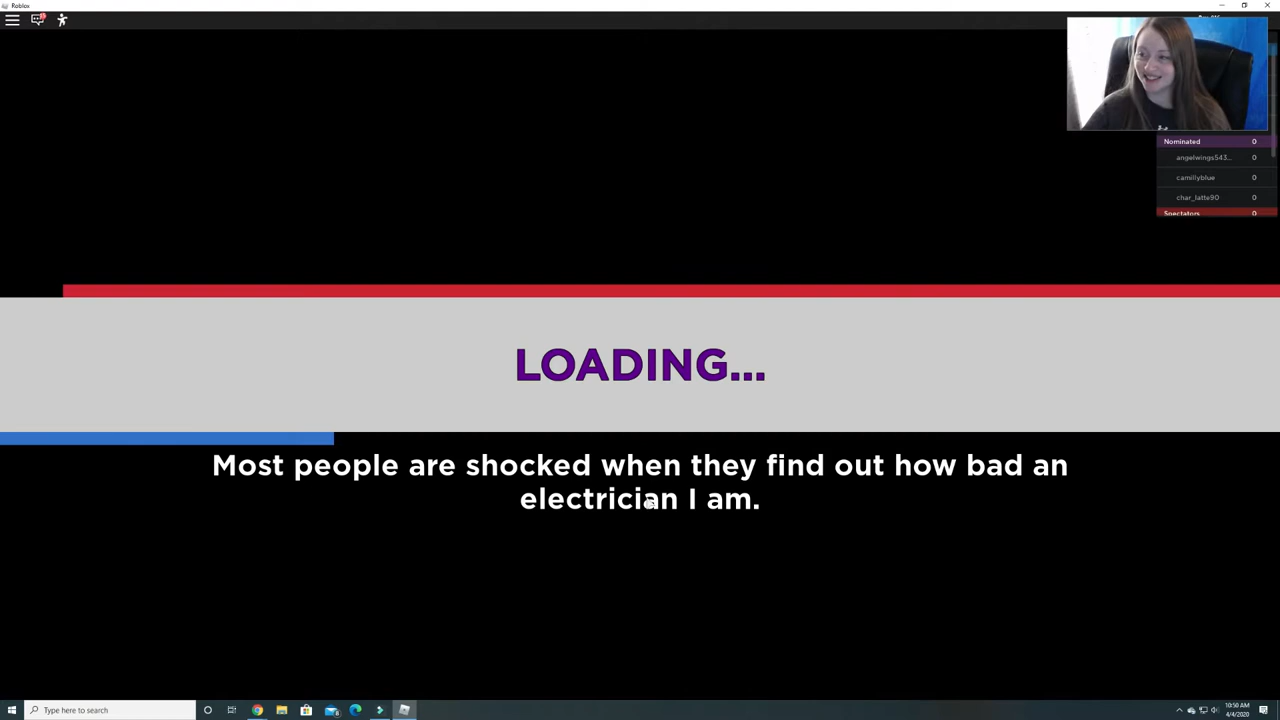 Roblox
Nominated 0
angelwings543... 0
camillyblue 0
char_latte90 0
Spectators 0
LOADING...
Most people are shocked when they find out how bad an
electrician I am.
Type here to search
10:50 AM
4/4/2020